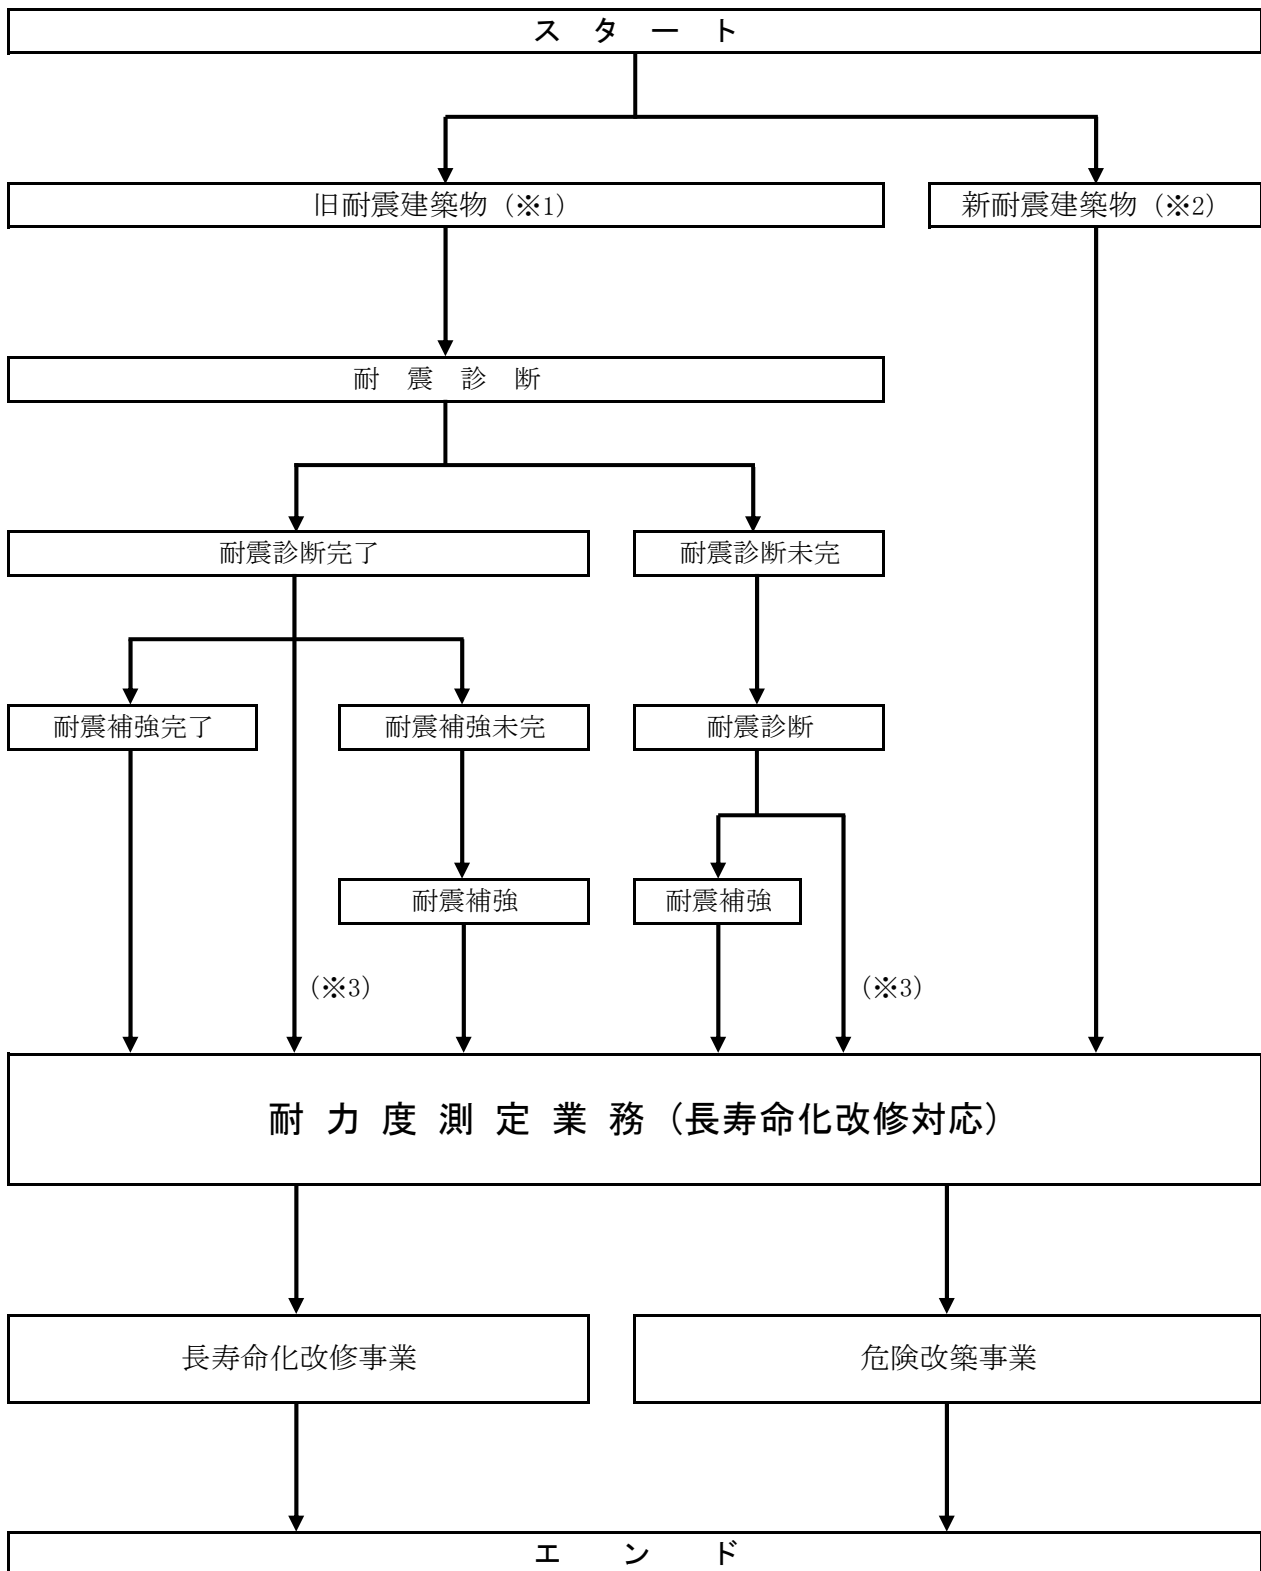 スタート
旧耐震建築物（※1）
新耐震建築物（※2）
耐震診断
耐震診断完了
耐震診断未完
耐震補強完了
耐震補強未完
耐震診断
耐震補強
耐震補強
（※3）
（※3）
耐力度測定業務（長寿命化改修対応）
長寿命化改修事業
危険改築事業
エンド